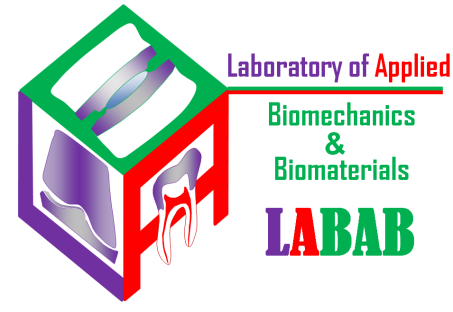 Laboratory of Applied
Biomechanics
&
Biomaterials
LABAB